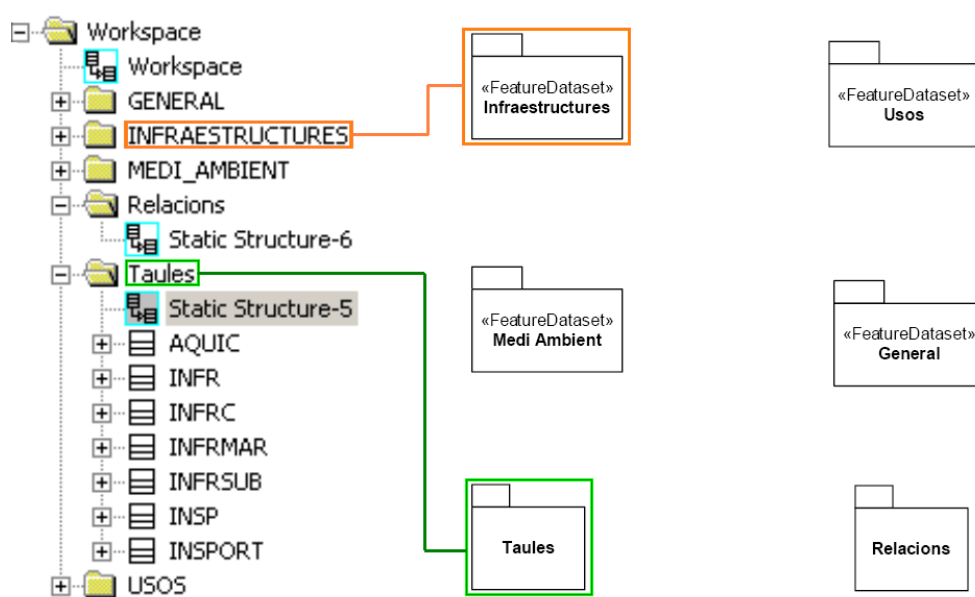 Workspace
Workspace
GENERAL
INFRAESTRUCTURES
MEDI_AMBIENT
Relacions
Static Structure-6
Taules
Static Structure-5
AQUIC
INFR
INFRC
INFRMAR
INFRSUB
INSP
INSPORT
USOS
«FeatureDataset»
Infraestructures
«FeatureDataset»
Usos
«FeatureDataset»
Medi Ambient
«FeatureDataset»
General
Taules
Relacions